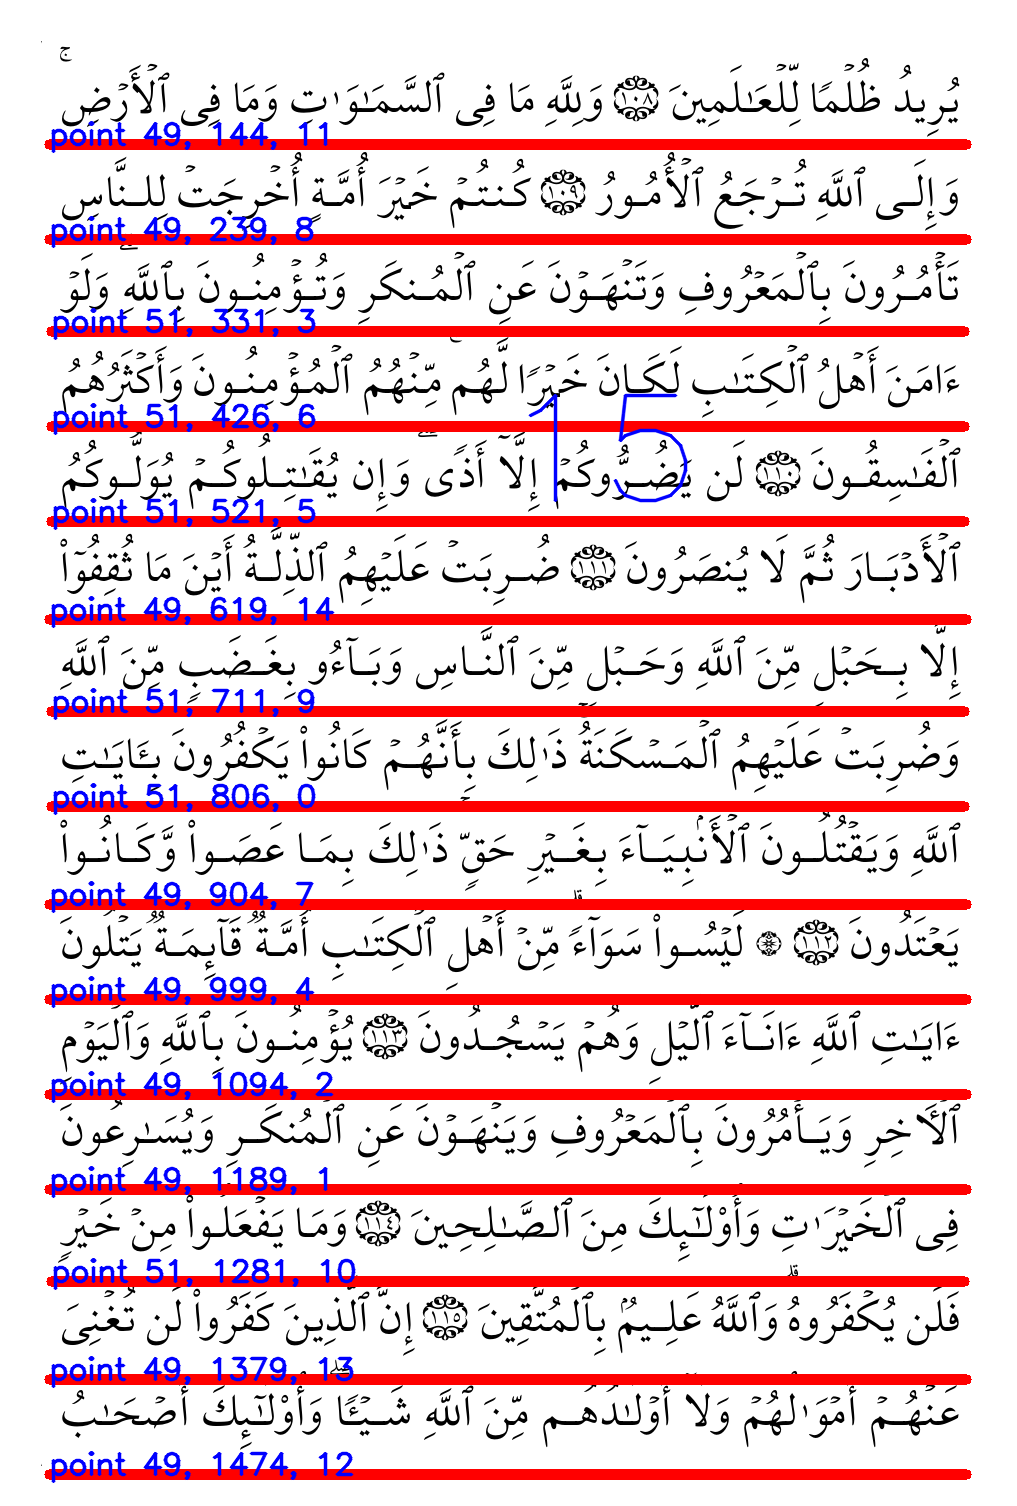 ج
يُرِيدُ ظُلْمًا لِّلْعَـٰلَمِينَ ١٠٨ وَلِلَّهِ مَا فِى ٱلسَّمَـٰوَٰتِ وَمَا فِى ٱلْأَرْضِ
point 49, 144, 11
وَإِلَى ٱللَّهِ تُرْجَعُ ٱلْأُمُورُ ١٠٩ كُنتُمْ خَيْرَ أُمَّةٍ أُخْرِجَتْ لِلنَّاسِ
point 49, 239, 8
تَأْمُرُونَ بِٱلْمَعْرُوفِ وَتَنْهَوْنَ عَنِ ٱلْمُنكَرِ وَتُؤْمِنُونَ بِٱللَّهِ ۗ وَلَوْ
point 51, 331, 3
ءَامَنَ أَهْلُ ٱلْكِتَـٰبِ لَكَانَ خَيْرًا لَّهُم مِّنْهُمُ ٱلْمُؤْمِنُونَ وَأَكْثَرُهُمُ
point 51, 426, 6
15
ٱلْفَـٰسِقُونَ ١١٠ لَن يَضُرُّوكُمْ إِلَّآ أَذًى ۖ وَإِن يُقَـٰتِلُوكُمْ يُوَلُّوكُمُ
point 51, 521, 5
ٱلْأَدْبَارَ ثُمَّ لَا يُنصَرُونَ ١١١ ضُرِبَتْ عَلَيْهِمُ ٱلذِّلَّةُ أَيْنَ مَا ثُقِفُوٓا۟
point 49, 619, 14
إِلَّا بِحَبْلٍ مِّنَ ٱللَّهِ وَحَبْلٍ مِّنَ ٱلنَّاسِ وَبَآءُو بِغَضَبٍ مِّنَ ٱللَّهِ
point 51, 711, 9
وَضُرِبَتْ عَلَيْهِمُ ٱلْمَسْكَنَةُ ۚ ذَٰلِكَ بِأَنَّهُمْ كَانُوا۟ يَكْفُرُونَ بِـَٔايَـٰتِ
point 51, 806, 0
ٱللَّهِ وَيَقْتُلُونَ ٱلْأَنۢبِيَآءَ بِغَيْرِ حَقٍّ ۚ ذَٰلِكَ بِمَا عَصَوا۟ وَّكَانُوا۟
point 49, 904, 7
يَعْتَدُونَ ١١٢ ۞ لَيْسُوا۟ سَوَآءً ۗ مِّنْ أَهْلِ ٱلْكِتَـٰبِ أُمَّةٌ قَآئِمَةٌ يَتْلُونَ
point 49, 999, 4
ءَايَـٰتِ ٱللَّهِ ءَانَآءَ ٱلَّيْلِ وَهُمْ يَسْجُدُونَ ١١٣ يُؤْمِنُونَ بِٱللَّهِ وَٱلْيَوْمِ
point 49, 1094, 2
ٱلْـَٔاخِرِ وَيَأْمُرُونَ بِٱلْمَعْرُوفِ وَيَنْهَوْنَ عَنِ ٱلْمُنكَرِ وَيُسَـٰرِعُونَ
point 49, 1189, 1
فِى ٱلْخَيْرَٰتِ وَأُو۟لَـٰٓئِكَ مِنَ ٱلصَّـٰلِحِينَ ١١٤ وَمَا يَفْعَلُوا۟ مِنْ خَيْرٍ
point 51, 1281, 10
فَلَن يُكْفَرُوهُ ۗ وَٱللَّهُ عَلِيمٌۢ بِٱلْمُتَّقِينَ ١١٥ إِنَّ ٱلَّذِينَ كَفَرُوا۟ لَن تُغْنِىَ
point 49, 1379, 13
عَنْهُمْ أَمْوَٰلُهُمْ وَلَآ أَوْلَـٰدُهُم مِّنَ ٱللَّهِ شَيْـًٔا ۖ وَأُو۟لَـٰٓئِكَ أَصْحَـٰبُ
point 49, 1474, 12